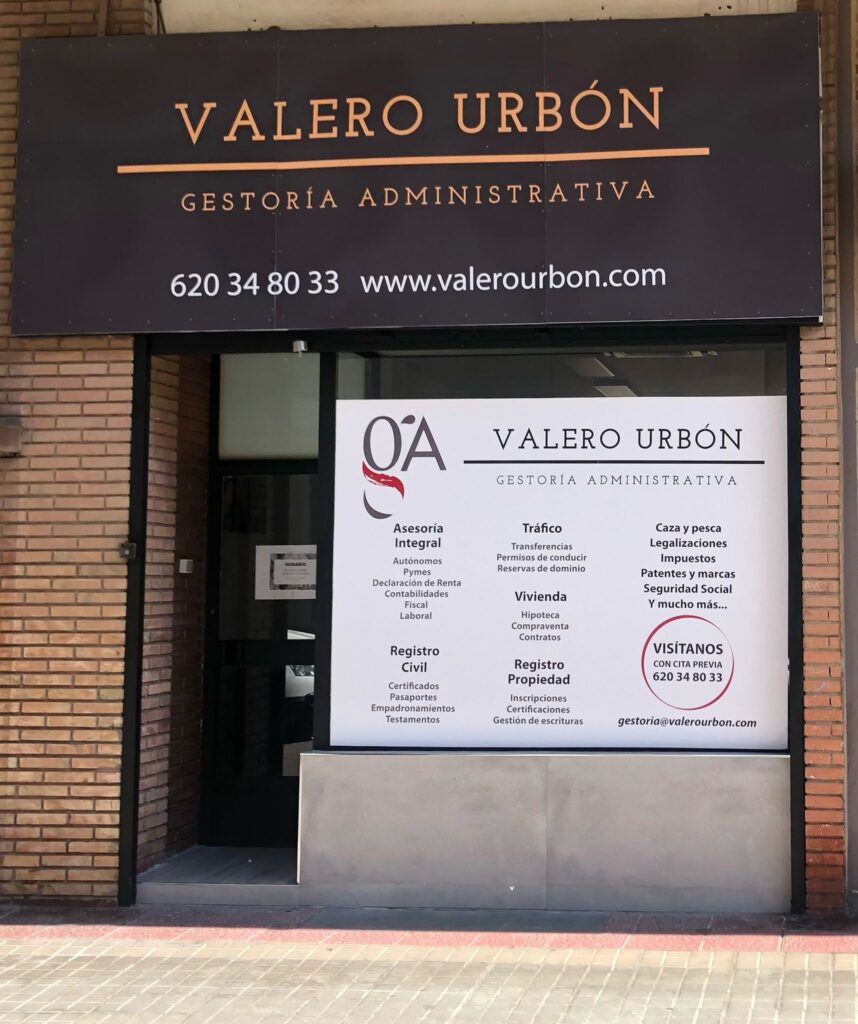 VALERO URBÓN
GESTORÍA ADMINISTRATIVA
620 34 80 33 www.valerourbon.com
gA
VALERO URBÓN
GESTORÍA ADMINISTRATIVA
Asesoría
Integral
Autónomos
Pymes
Declaración de Renta
Contabilidades
Fiscal
Laboral
Registro
Civil
Certificados
Pasaportes
Empadronamientos
Testamentos
Tráfico
Transferencias
Permisos de conducir
Reservas de dominio
Vivienda
Hipoteca
Compraventa
Contratos
Registro
Propiedad
Inscripciones
Certificaciones
Gestión de escrituras
Caza y pesca
Legalizaciones
Impuestos
Patentes y marcas
Seguridad Social
Y mucho más...
VISÍTANOS
CON CITA PREVIA
620 34 80 33
gestoria@valerourbon.com
HORARIO